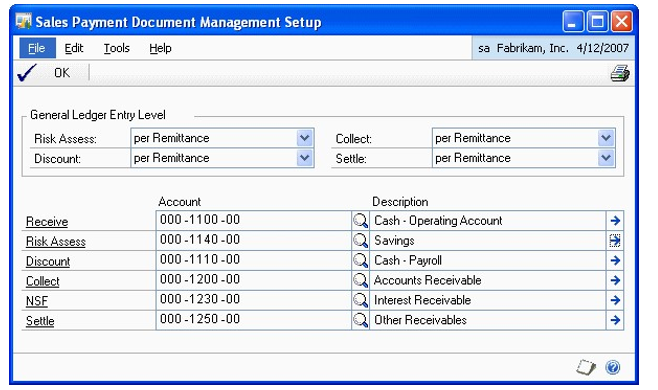 Sales Payment Document Management Setup
File Edit Tools Help sa Fabrikam, Inc. 4/12/2007
OK
General Ledger Entry Level
Risk Assess: per Remittance Collect: per Remittance
Discount: per Remittance Settle: per Remittance
Account Description
Receive 000 -1100 -00 Cash - Operating Account
Risk Assess 000 -1140 -00 Savings
Discount 000 -1110 -00 Cash - Payroll
Collect 000 -1200 -00 Accounts Receivable
NSF 000 -1230 -00 Interest Receivable
Settle 000 -1250 -00 Other Receivables